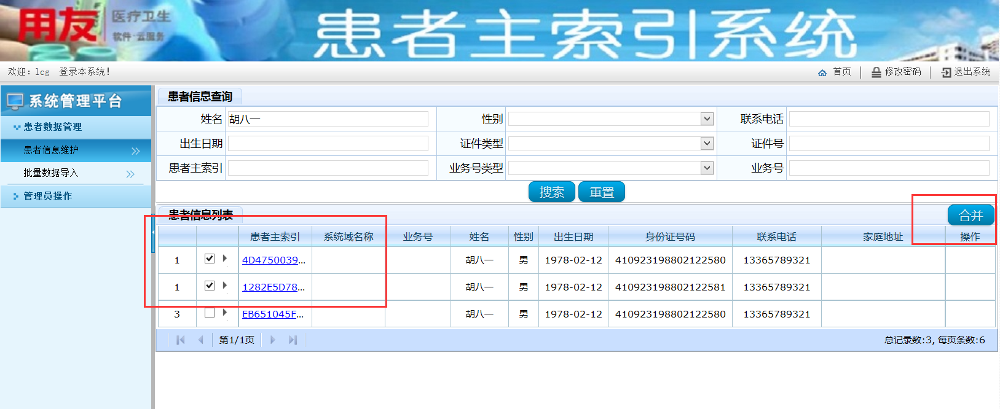 用友 医疗卫生
软件·云服务
患者主索引系统
欢迎：lcg 登录本系统！
首页 修改密码 退出系统
系统管理平台
患者数据管理
患者信息维护
批量数据导入
管理员操作
患者信息查询
姓名 胡八一 性别 联系电话
出生日期 证件类型 证件号
患者主索引 业务号类型 业务号
搜索 重置
患者信息列表 合并
患者主索引 系统域名称 业务号 姓名 性别 出生日期 身份证号码 联系电话 家庭地址 操作
1 4D4750039... 胡八一 男 1978-02-12 410923198802122580 13365789321
1 1282E5D78... 胡八一 男 1978-02-12 410923198802122581 13365789321
3 EB651045F... 胡八一 男 1978-02-12 410923198802122580 13365789321
第1/1页 总记录数:3, 每页条数:6